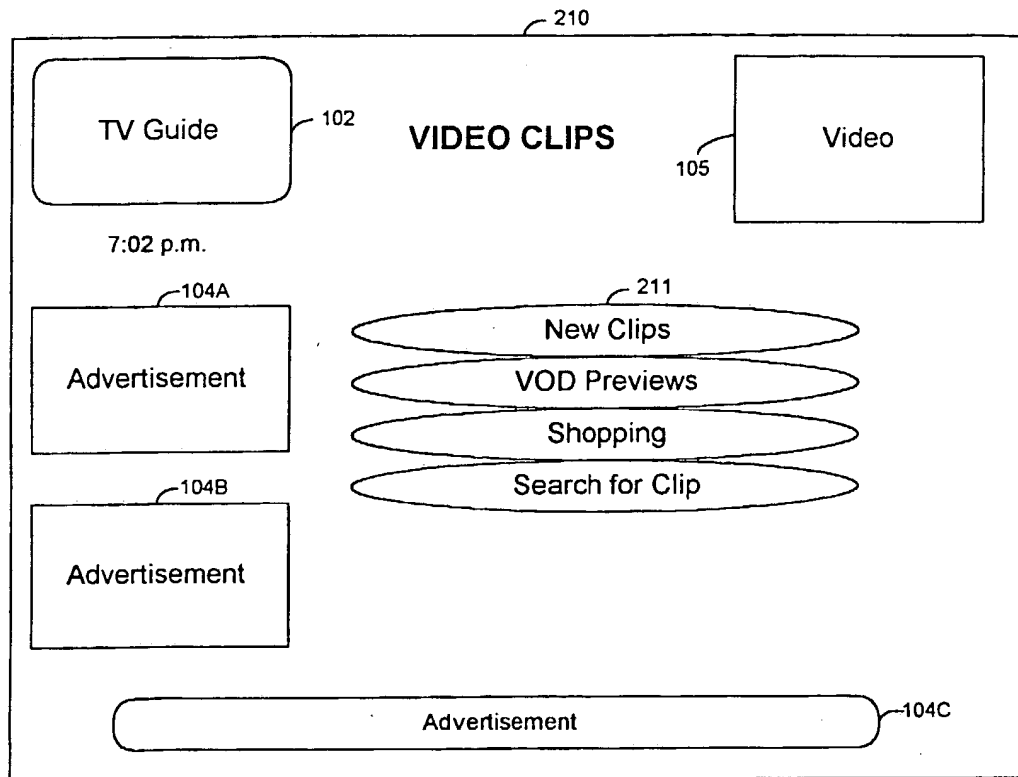 210
TV Guide
102
VIDEO CLIPS
105
Video
7:02 p.m.
104A
Advertisement
211
New Clips
VOD Previews
Shopping
Search for Clip
104B
Advertisement
Advertisement
104C